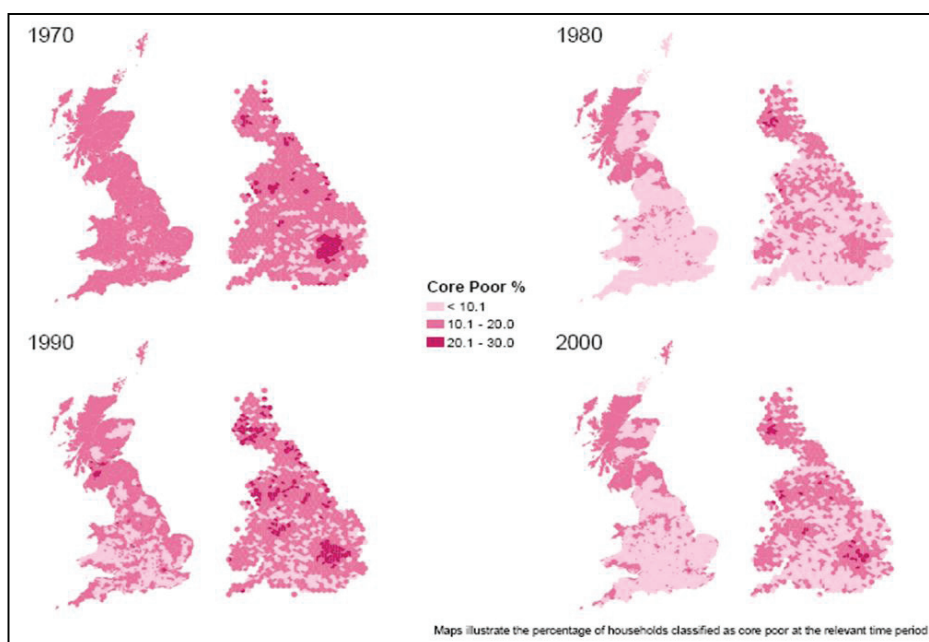 1970
1980
Core Poor %
< 10.1
10.1 - 20.0
20.1 - 30.0
1990
2000
Maps illustrate the percentage of households classified as core poor at the relevant time period